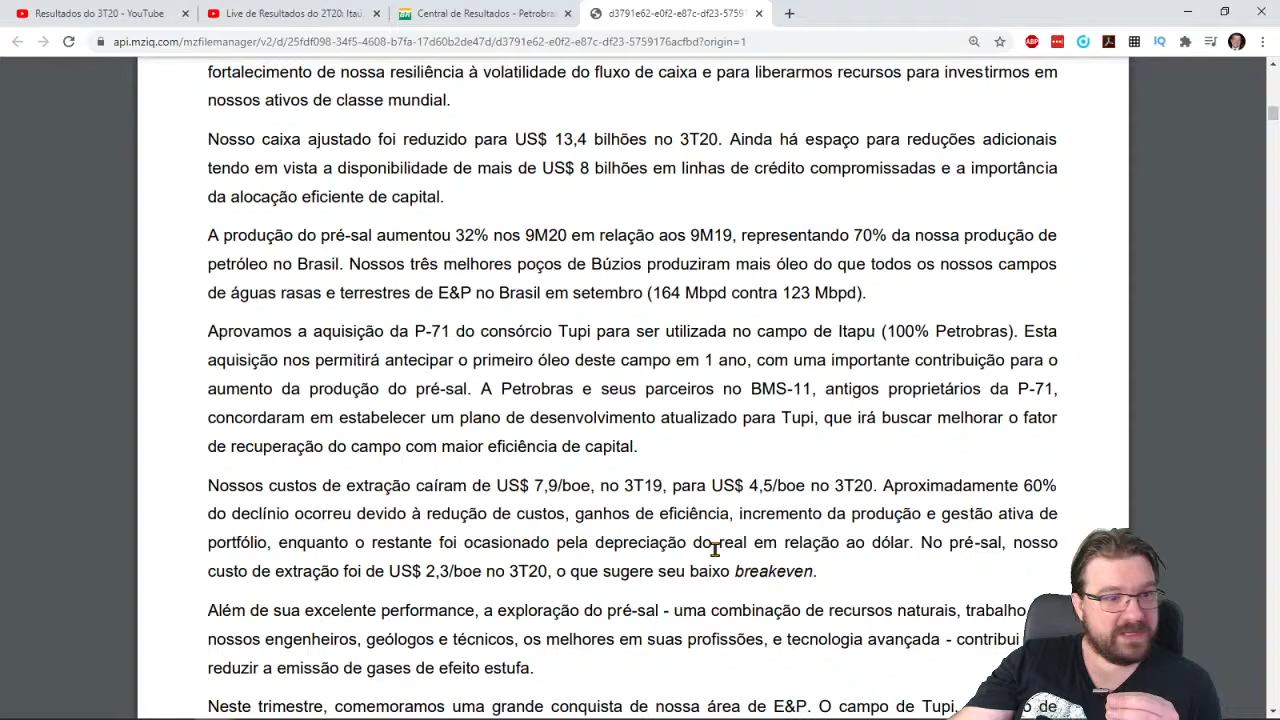 Resultados do 3T20 - YouTube
Live de Resultados do 2T20: Itaú,
Central de Resultados - Petrobra
d3791e62-e0f2-e87c-df23-5759
api.mziq.com/mzfilemanager/v2/d/25fdf098-34f5-4608-b7fa-17d60b2de47d/d3791e62-e0f2-e87c-df23-5759176acfbd?origin=1
ABP
IQ
fortalecimento de nossa resiliência à volatilidade do fluxo de caixa e para liberarmos recursos para investirmos em
nossos ativos de classe mundial.
Nosso caixa ajustado foi reduzido para US$ 13,4 bilhões no 3T20. Ainda há espaço para reduções adicionais
tendo em vista a disponibilidade de mais de US$ 8 bilhões em linhas de crédito compromissadas e a importância
da alocação eficiente de capital.
A produção do pré-sal aumentou 32% nos 9M20 em relação aos 9M19, representando 70% da nossa produção de
petróleo no Brasil. Nossos três melhores poços de Búzios produziram mais óleo do que todos os nossos campos
de águas rasas e terrestres de E&P no Brasil em setembro (164 Mbpd contra 123 Mbpd).
Aprovamos a aquisição da P-71 do consórcio Tupi para ser utilizada no campo de Itapu (100% Petrobras). Esta
aquisição nos permitirá antecipar o primeiro óleo deste campo em 1 ano, com uma importante contribuição para o
aumento da produção do pré-sal. A Petrobras e seus parceiros no BMS-11, antigos proprietários da P-71,
concordaram em estabelecer um plano de desenvolvimento atualizado para Tupi, que irá buscar melhorar o fator
de recuperação do campo com maior eficiência de capital.
Nossos custos de extração caíram de US$ 7,9/boe, no 3T19, para US$ 4,5/boe no 3T20. Aproximadamente 60%
do declínio ocorreu devido à redução de custos, ganhos de eficiência, incremento da produção e gestão ativa de
portfólio, enquanto o restante foi ocasionado pela depreciação do real em relação ao dólar. No pré-sal, nosso
custo de extração foi de US$ 2,3/boe no 3T20, o que sugere seu baixo breakeven.
Além de sua excelente performance, a exploração do pré-sal - uma combinação de recursos naturais, trabalho
nossos engenheiros, geólogos e técnicos, os melhores em suas profissões, e tecnologia avançada - contribui
reduzir a emissão de gases de efeito estufa.
Neste trimestre, comemoramos uma grande conquista de nossa área de E&P. O campo de Tupi, de